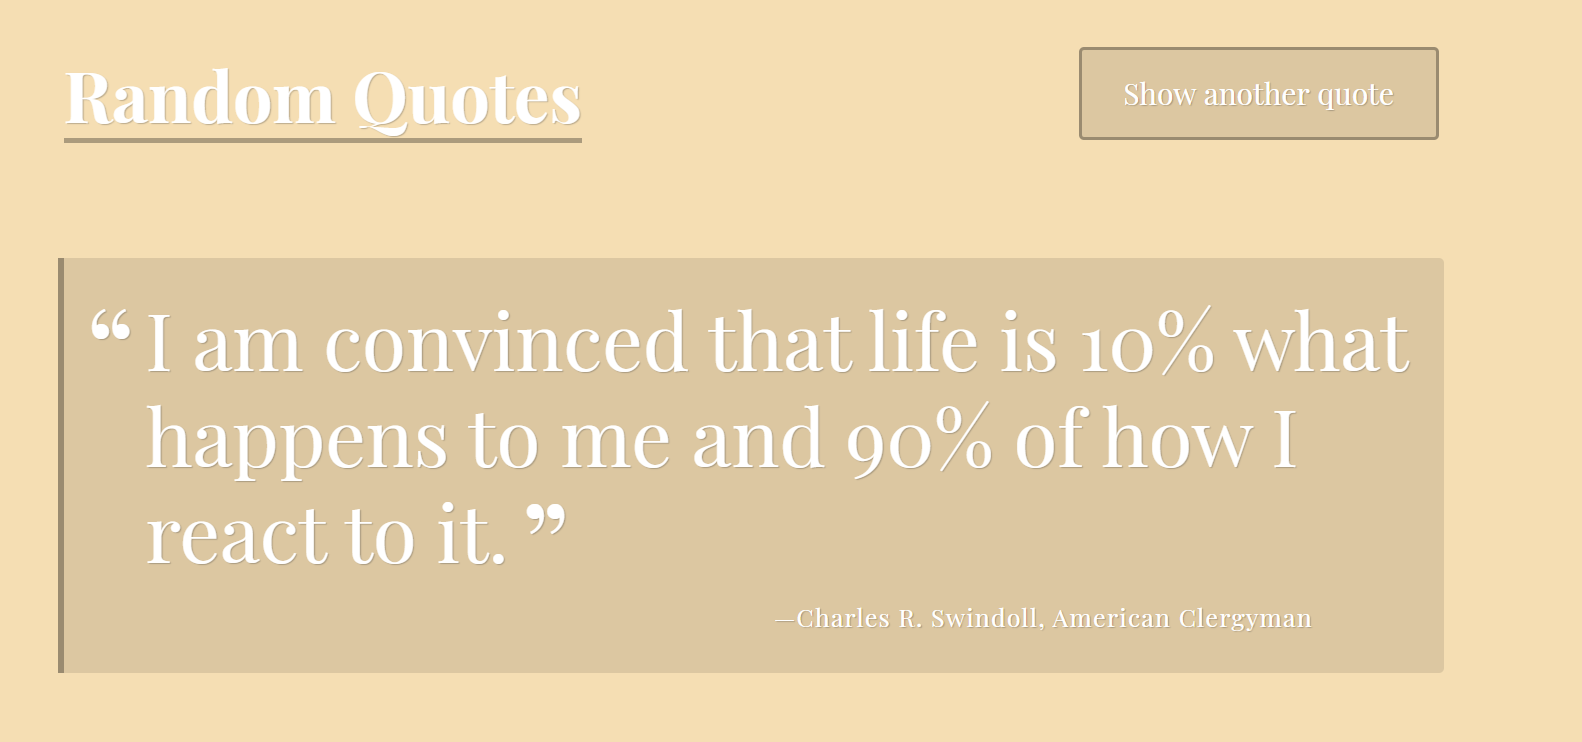 Random Quotes
Show another quote
“I am convinced that life is 10% what
happens to me and 90% of how I
react to it. ”
—Charles R. Swindoll, American Clergyman